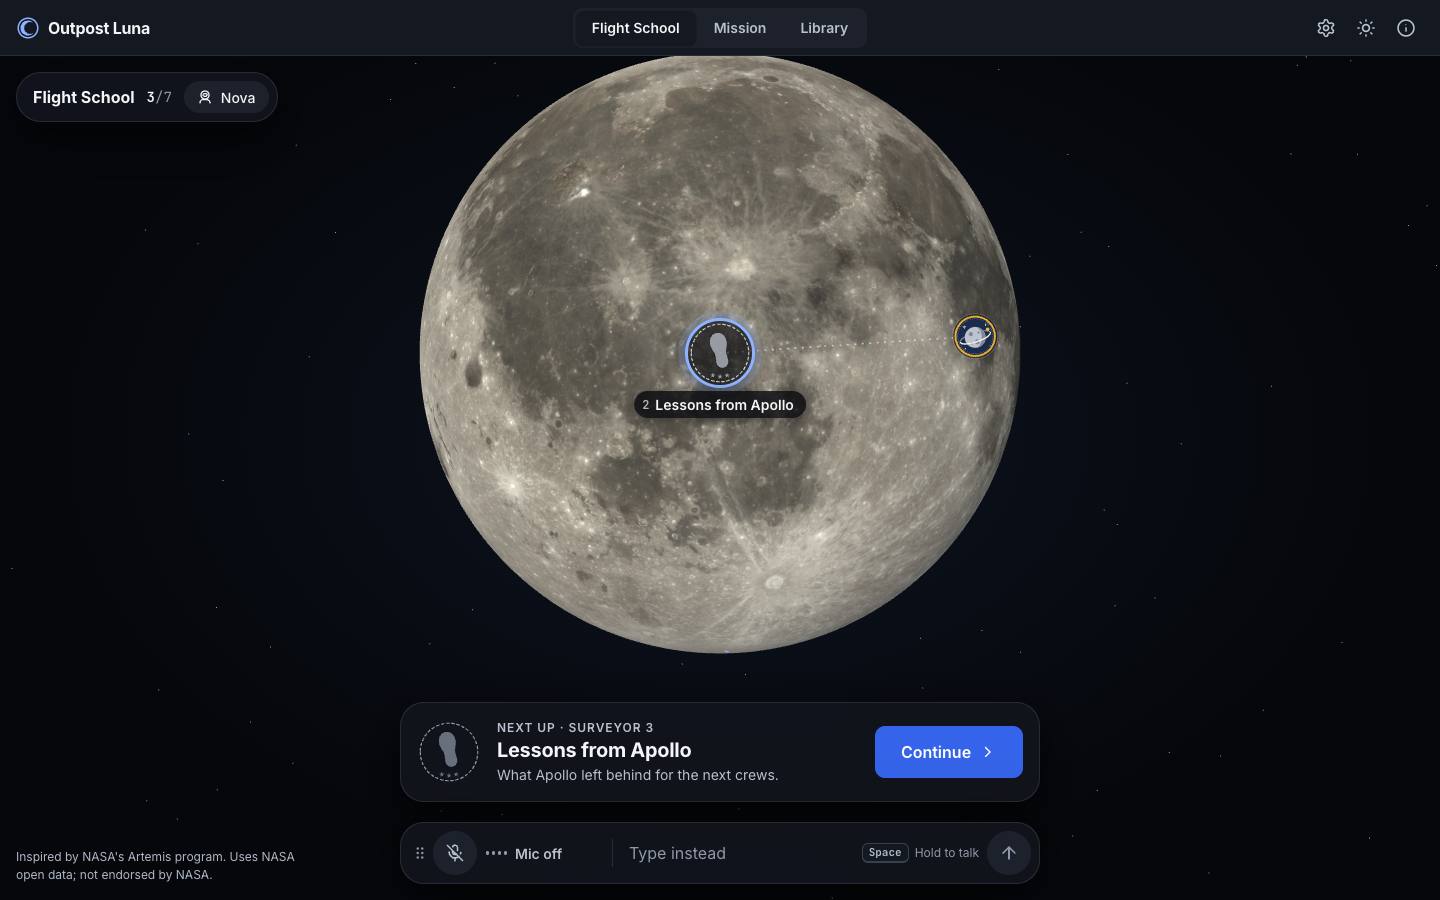 Outpost Luna
Flight School
Mission
Library
Flight School 3/7 Nova
2 Lessons from Apollo
NEXT UP · SURVEYOR 3
Lessons from Apollo
What Apollo left behind for the next crews.
Continue
Mic off
Type instead
Space Hold to talk
Inspired by NASA's Artemis program. Uses NASA
open data; not endorsed by NASA.